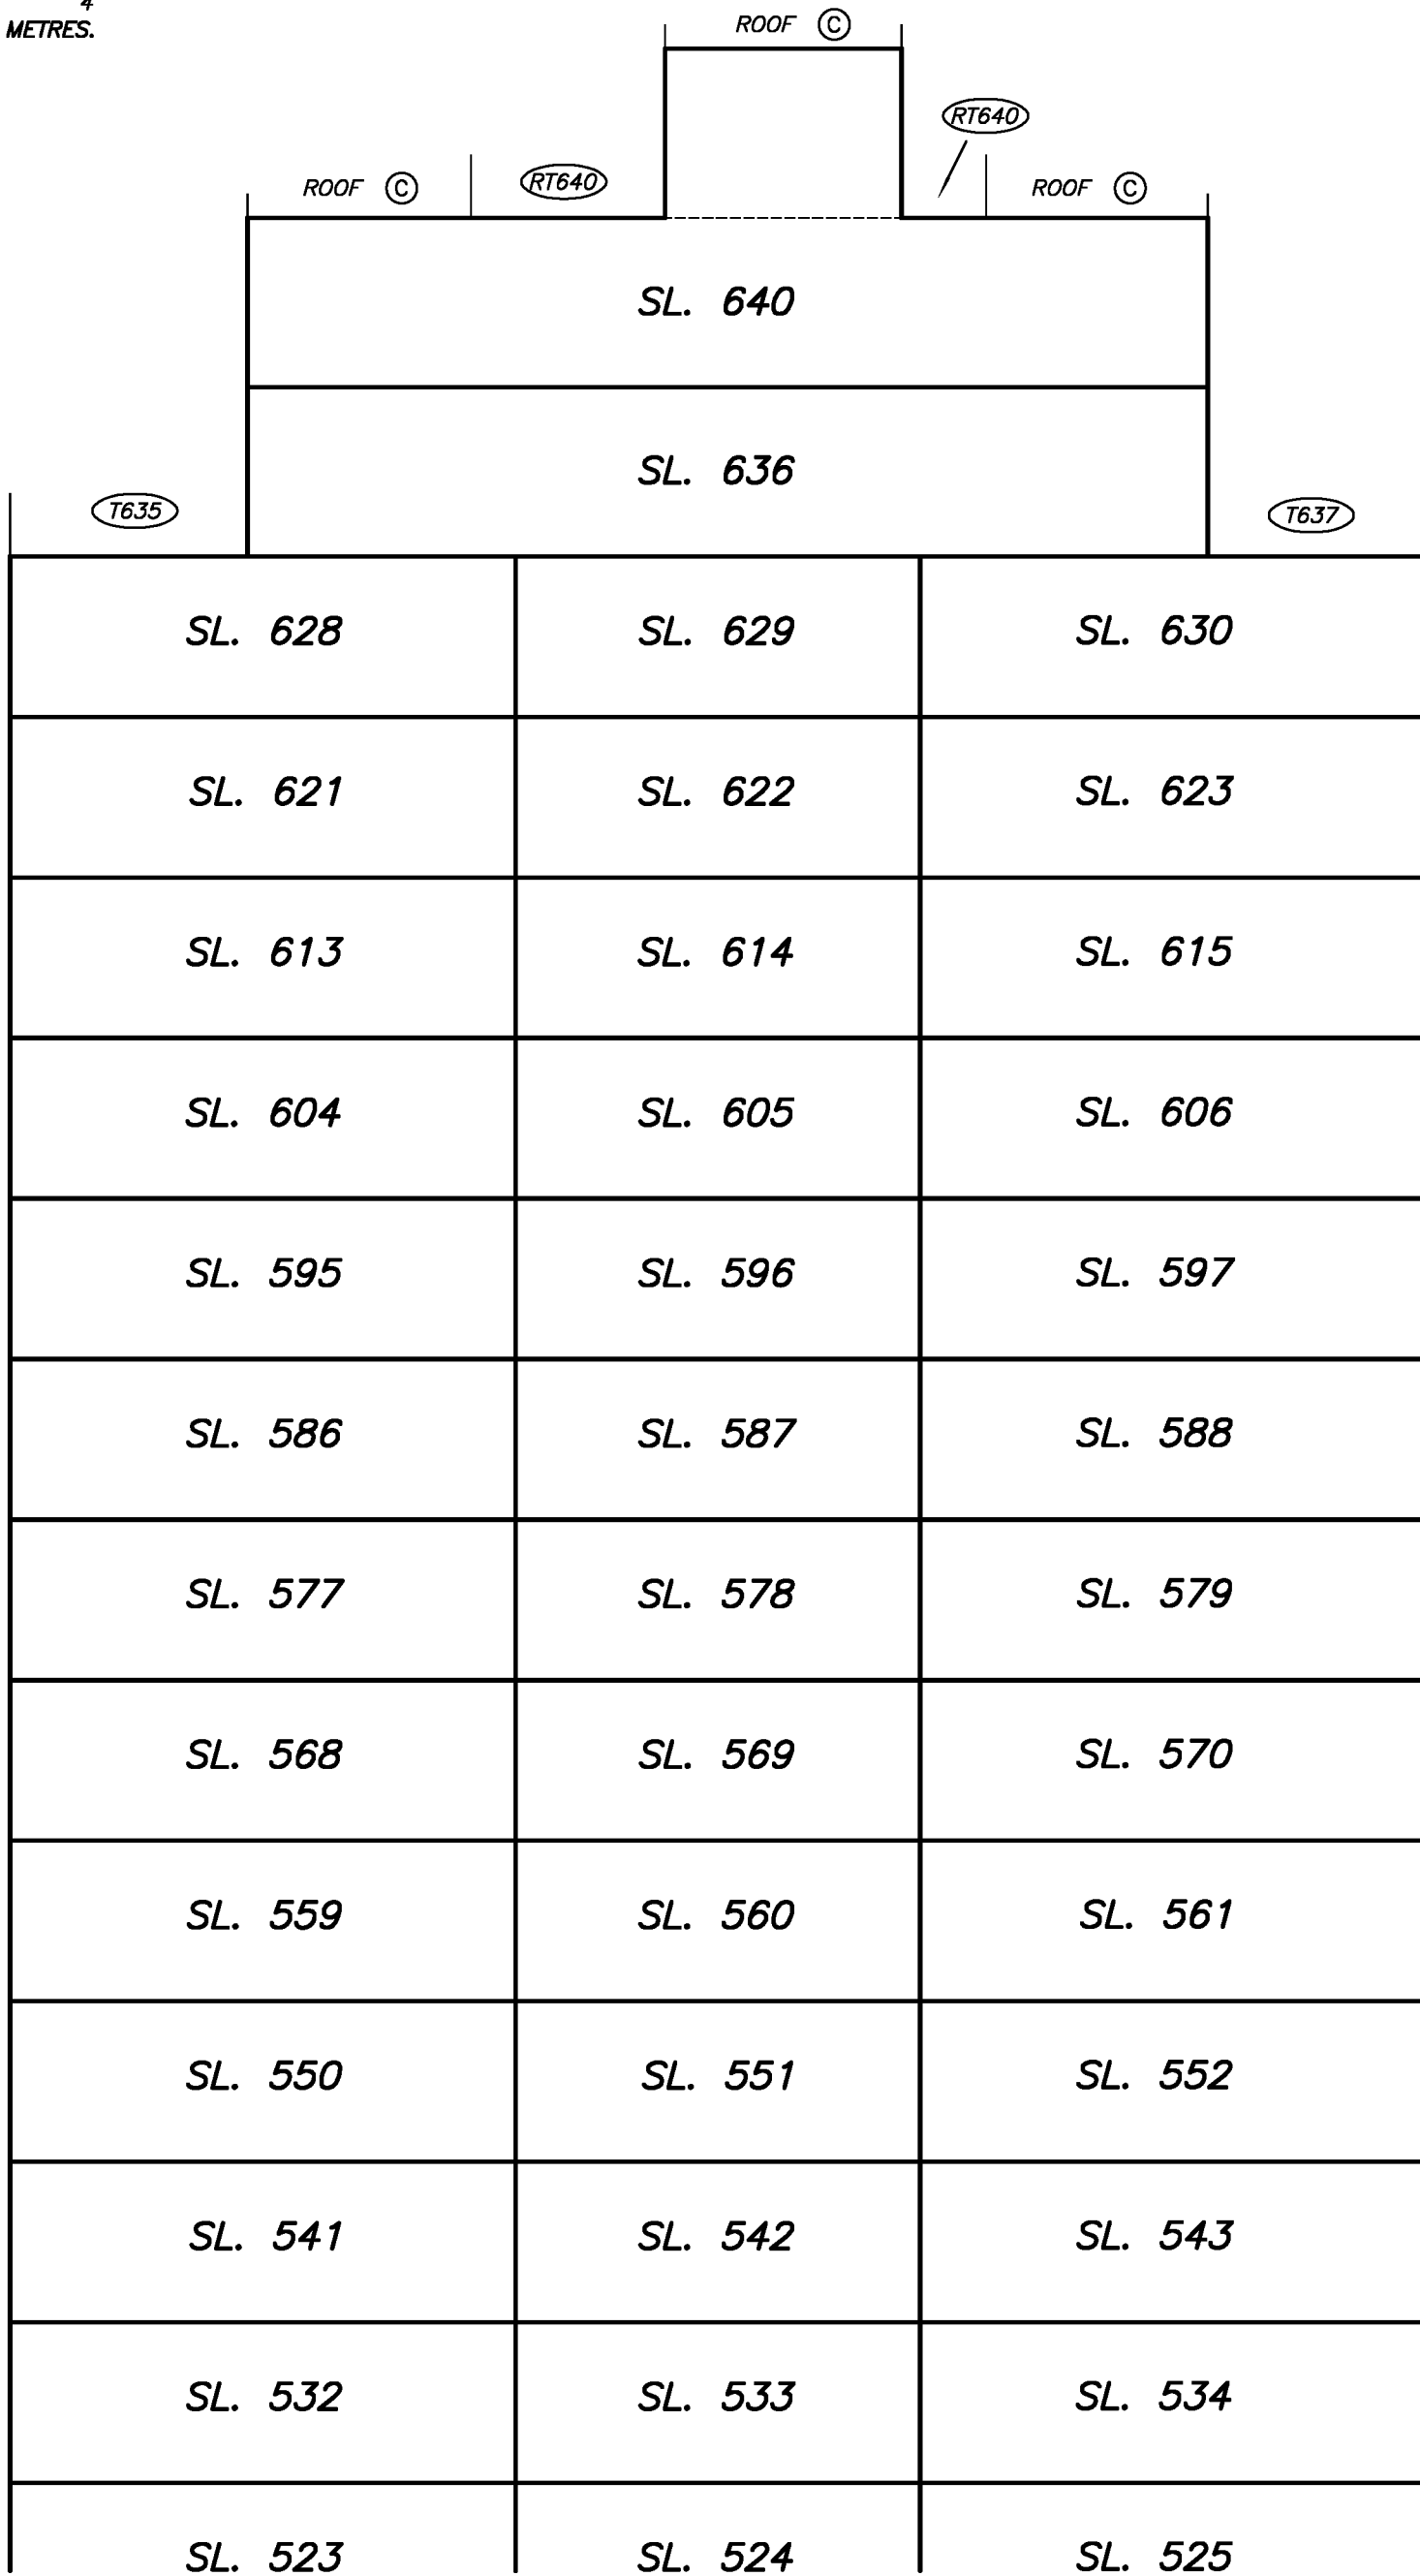 4
METRES.
ROOF C
RT640
ROOF C RT640 ROOF C
SL. 640
SL. 636
T635 T637
SL. 628 SL. 629 SL. 630
SL. 621 SL. 622 SL. 623
SL. 613 SL. 614 SL. 615
SL. 604 SL. 605 SL. 606
SL. 595 SL. 596 SL. 597
SL. 586 SL. 587 SL. 588
SL. 577 SL. 578 SL. 579
SL. 568 SL. 569 SL. 570
SL. 559 SL. 560 SL. 561
SL. 550 SL. 551 SL. 552
SL. 541 SL. 542 SL. 543
SL. 532 SL. 533 SL. 534
SL. 523 SL. 524 SL. 525